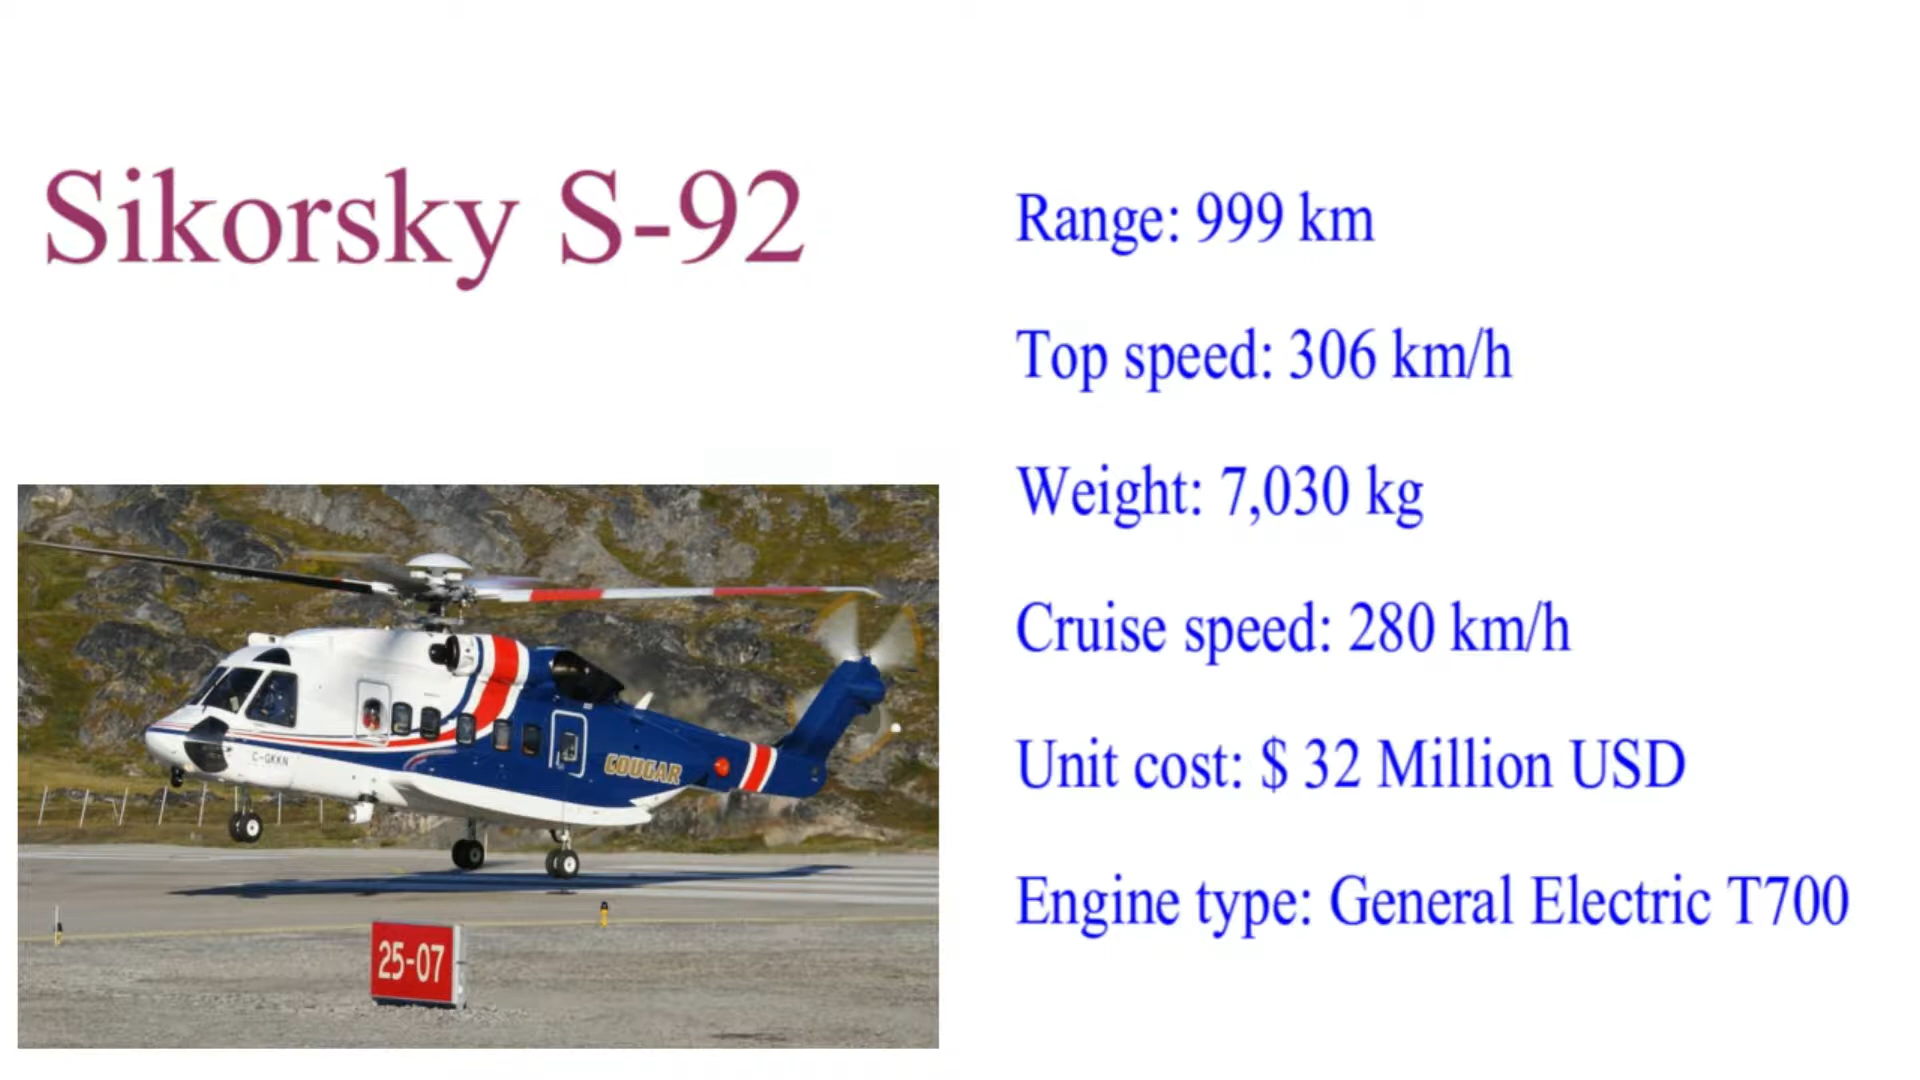 Sikorsky S-92
Range: 999 km
Top speed: 306 km/h
Weight: 7,030 kg
Cruise speed: 280 km/h
Unit cost: $ 32 Million USD
Engine type: General Electric T700
C-GKKN
COUGAR
25-07